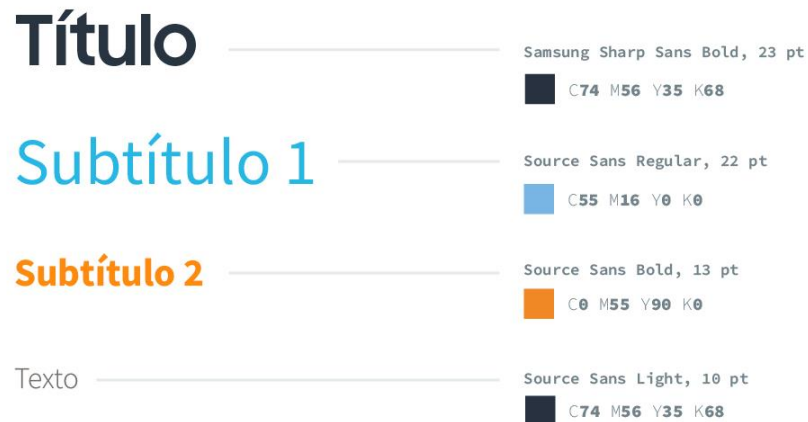 Título
Samsung Sharp Sans Bold, 23 pt
C74 M56 Y35 K68
Subtítulo 1
Source Sans Regular, 22 pt
C55 M16 Y0 K0
Subtítulo 2
Source Sans Bold, 13 pt
C0 M55 Y90 K0
Texto
Source Sans Light, 10 pt
C74 M56 Y35 K68